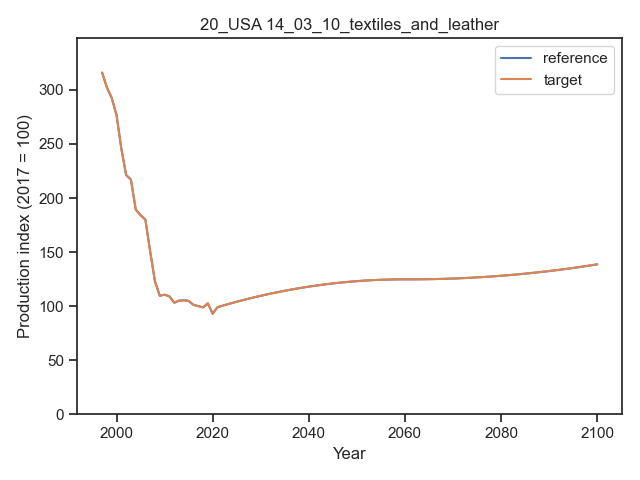 20_USA 14_03_10_textiles_and_leather
reference
target
Production index (2017 = 100)
300
250
200
150
100
50
0
2000 2020 2040 2060 2080 2100
Year